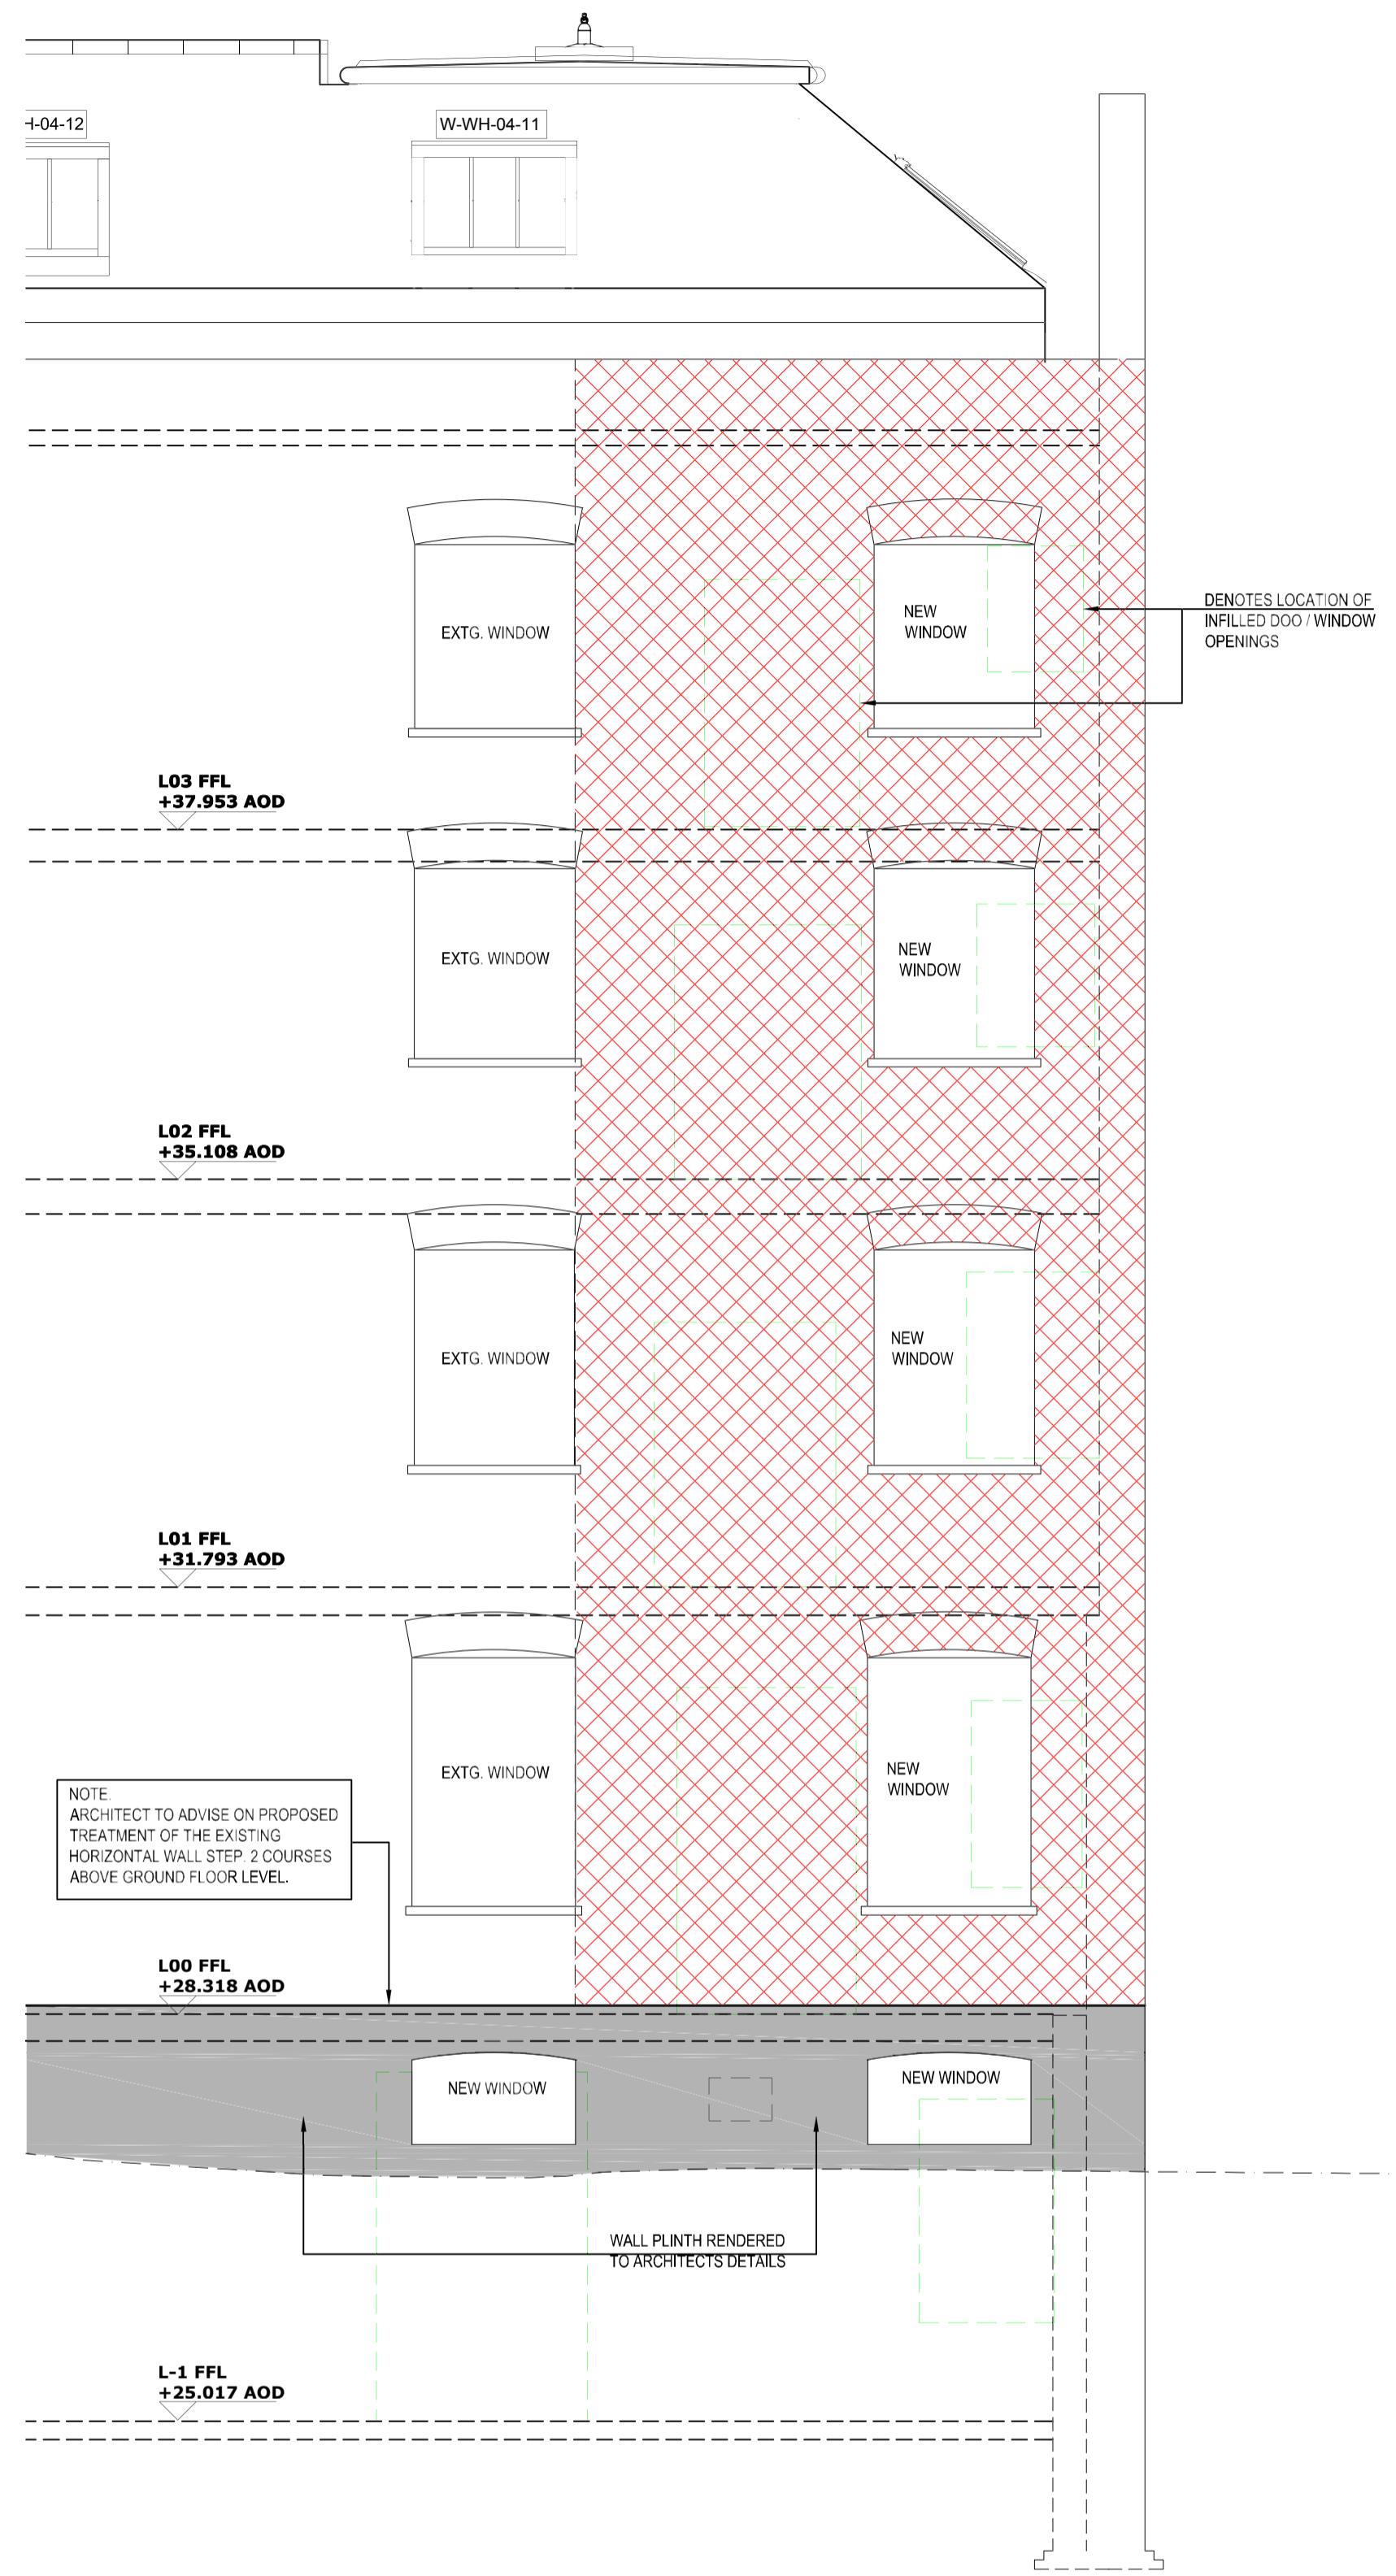 H-04-12
W-WH-04-11
NEW
WINDOW
EXTG. WINDOW
DENOTES LOCATION OF
INFILLED DOO / WINDOW
OPENINGS
L03 FFL
+37.953 AOD
NEW
WINDOW
EXTG. WINDOW
L02 FFL
+35.108 AOD
NEW
WINDOW
EXTG. WINDOW
L01 FFL
+31.793 AOD
NEW
WINDOW
EXTG. WINDOW
NOTE.
ARCHITECT TO ADVISE ON PROPOSED
TREATMENT OF THE EXISTING
HORIZONTAL WALL STEP. 2 COURSES
ABOVE GROUND FLOOR LEVEL.
L00 FFL
+28.318 AOD
NEW WINDOW
NEW WINDOW
WALL PLINTH RENDERED
TO ARCHITECTS DETAILS
L-1 FFL
+25.017 AOD